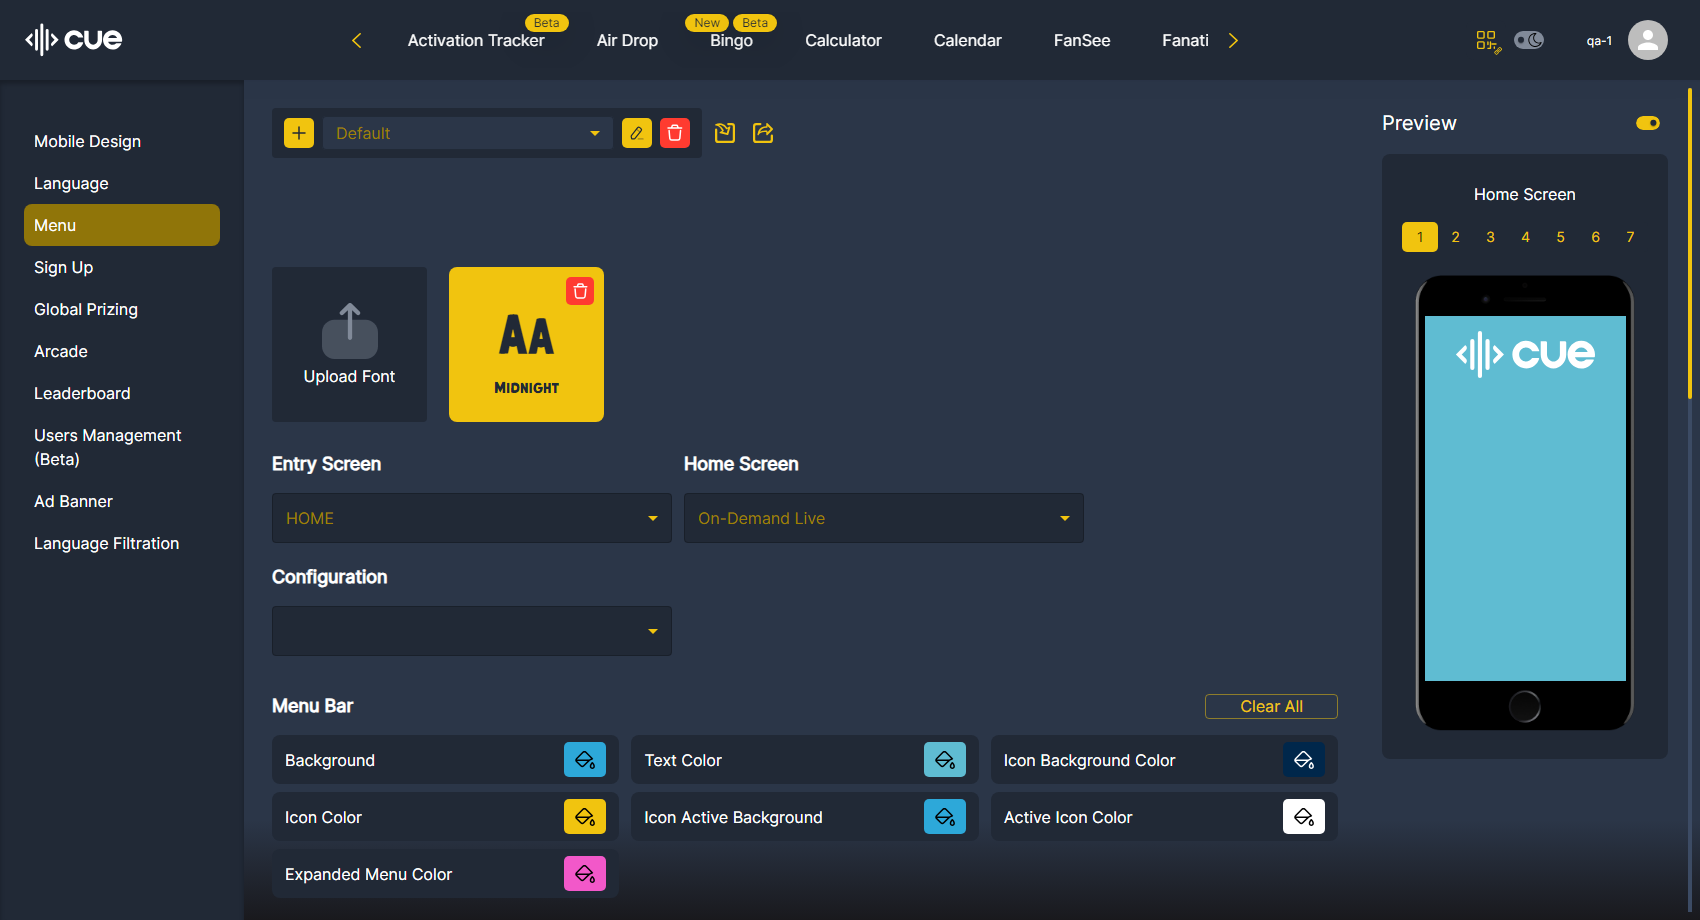 cue
Activation Tracker
Beta
Air Drop
New
Beta
Bingo
Calculator
Calendar
FanSee
Fanati
qa-1
Mobile Design
Language
Menu
Sign Up
Global Prizing
Arcade
Leaderboard
Users Management
(Beta)
Ad Banner
Language Filtration
Default
Upload Font
AA
MIDNIGHT
Entry Screen
HOME
Home Screen
On-Demand Live
Configuration
Menu Bar
Clear All
Background
Text Color
Icon Background Color
Icon Color
Icon Active Background
Active Icon Color
Expanded Menu Color
Preview
Home Screen
1 2 3 4 5 6 7
cue